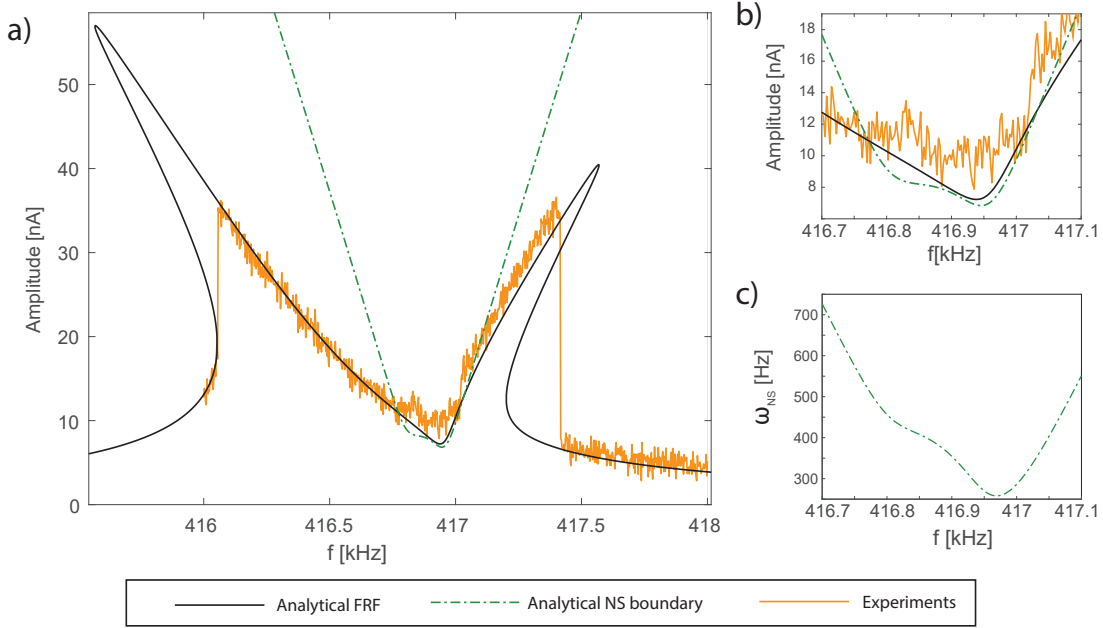 a)
Amplitude [nA]
50
40
30
20
10
0
416
416.5
417
417.5
418
f [kHz]
b)
Amplitude [nA]
18
16
14
12
10
8
416.7
416.8
416.9
417
417.1
f[kHz]
c)
ω_NS [Hz]
700
600
500
400
300
416.7
416.8
416.9
417
417.1
f [kHz]
Analytical FRF
Analytical NS boundary
Experiments